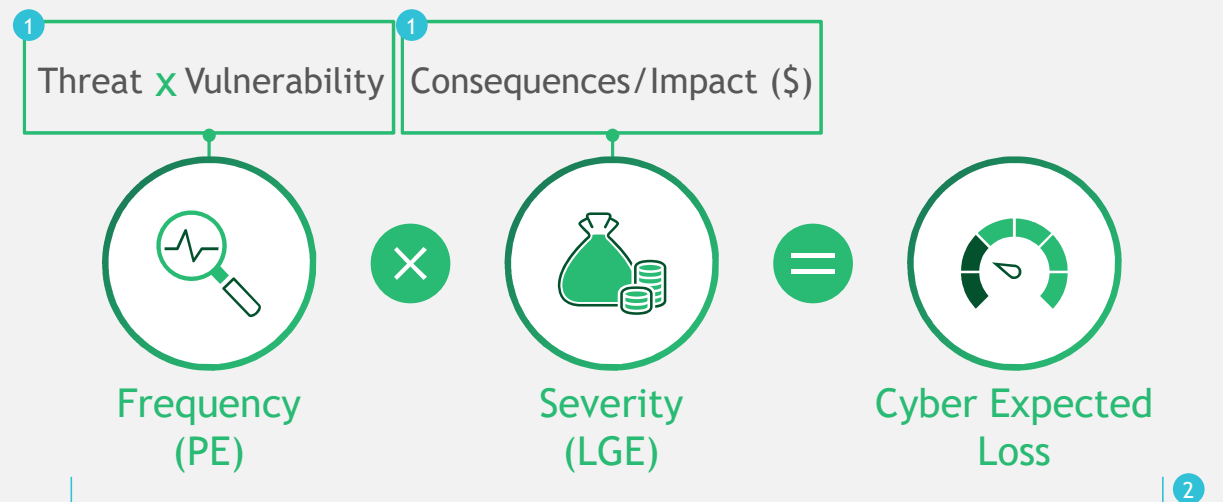 1
1
Threat x Vulnerability
Consequences/Impact ($)
Frequency
(PE)
Severity
(LGE)
Cyber Expected
Loss
2